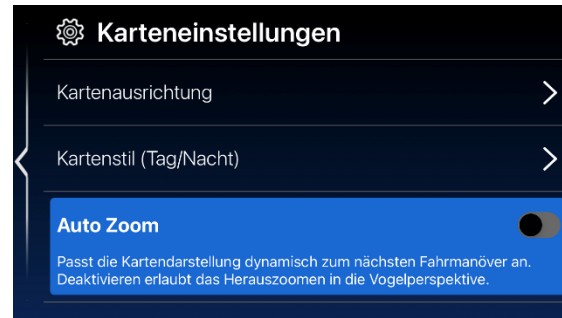 Karteneinstellungen
Kartenausrichtung
Kartenstil (Tag/Nacht)
Auto Zoom
Passt die Kartendarstellung dynamisch zum nächsten Fahrmanöver an.
Deaktivieren erlaubt das Herauszoomen in die Vogelperspektive.